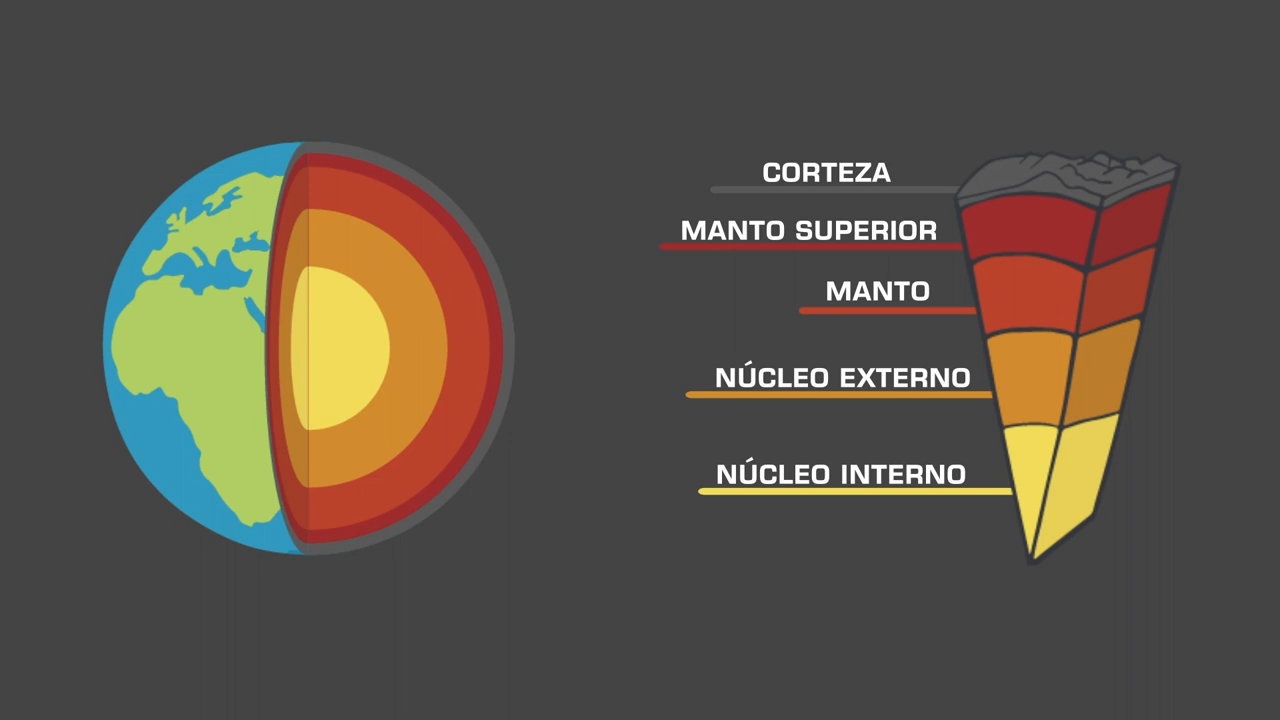 CORTEZA
MANTO SUPERIOR
MANTO
NÚCLEO EXTERNO
NÚCLEO INTERNO